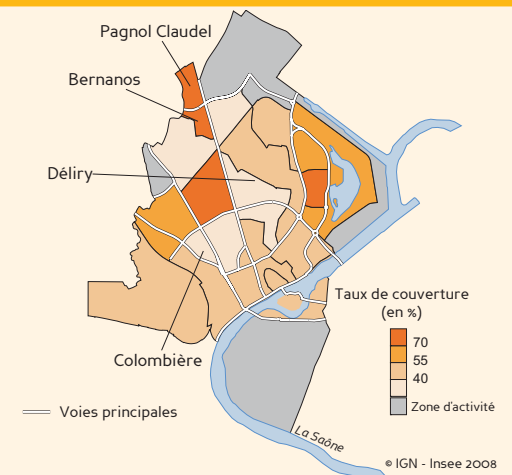 Pagnol Claudel
Bernanos
Déliry
Taux de couverture
(en %)
70
55
40
Zone d'activité
Colombière
Voies principales
La Saône
© IGN - Insee 2008